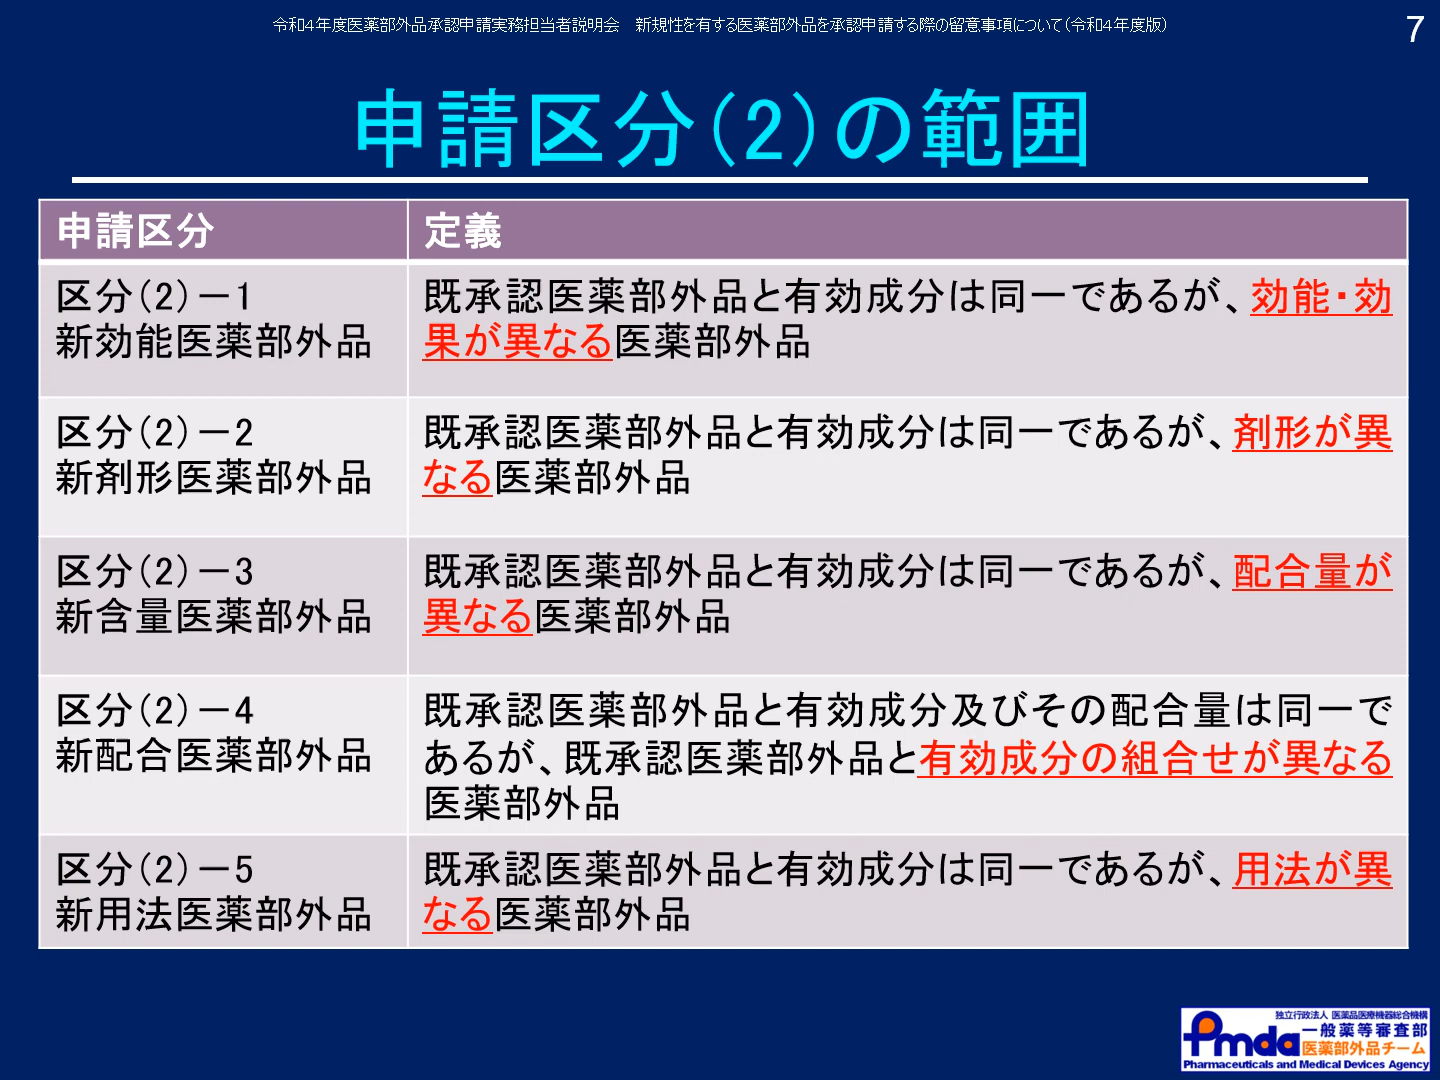 令和４年度医薬部外品承認申請実務担当者説明会　新規性を有する医薬部外品を承認申請する際の留意事項について（令和４年度版）
7
申請区分（2）の範囲
申請区分
定義
区分（2）－1
新効能医薬部外品
既承認医薬部外品と有効成分は同一であるが、効能・効
果が異なる医薬部外品
区分（2）－2
新剤形医薬部外品
既承認医薬部外品と有効成分は同一であるが、剤形が異
なる医薬部外品
区分（2）－3
新含量医薬部外品
既承認医薬部外品と有効成分は同一であるが、配合量が
異なる医薬部外品
区分（2）－4
新配合医薬部外品
既承認医薬部外品と有効成分及びその配合量は同一で
あるが、既承認医薬部外品と有効成分の組合せが異なる
医薬部外品
区分（2）－5
新用法医薬部外品
既承認医薬部外品と有効成分は同一であるが、用法が異
なる医薬部外品
独立行政法人 医薬品医療機器総合機構
Pmda
一般薬等審査部
医薬部外品チーム
Pharmaceuticals and Medical Devices Agency